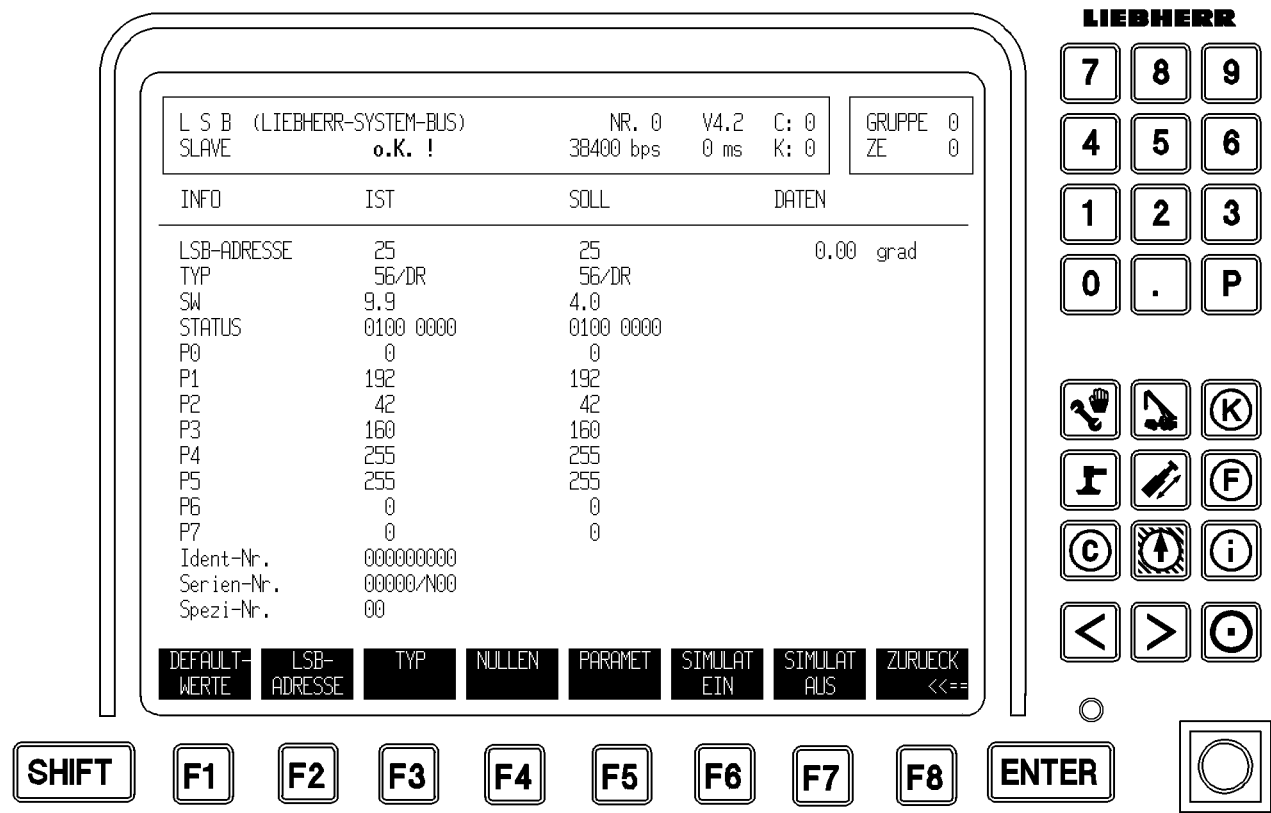 LIEBHERR
L S B (LIEBHERR-SYSTEM-BUS) NR. 0 V4.2 C: 0 GRUPPE 0
SLAVE o.K. ! 38400 bps 0 ms K: 0 ZE 0
INFO IST SOLL DATEN
LSB-ADRESSE 25 25 0.00 grad
TYP 56/DR 56/DR
SW 9.9 4.0
STATUS 0100 0000 0100 0000
P0 0 0
P1 192 192
P2 42 42
P3 160 160
P4 255 255
P5 255 255
P6 0 0
P7 0 0
Ident-Nr. 000000000
Serien-Nr. 00000/N00
Spezi-Nr. 00
DEFAULT- LSB- TYP NULLEN PARAMET SIMULAT SIMULAT ZURUECK
WERTE ADRESSE EIN AUS <<==
7 8 9
4 5 6
1 2 3
0 . P
K
F
C i
< >
SHIFT F1 F2 F3 F4 F5 F6 F7 F8 ENTER